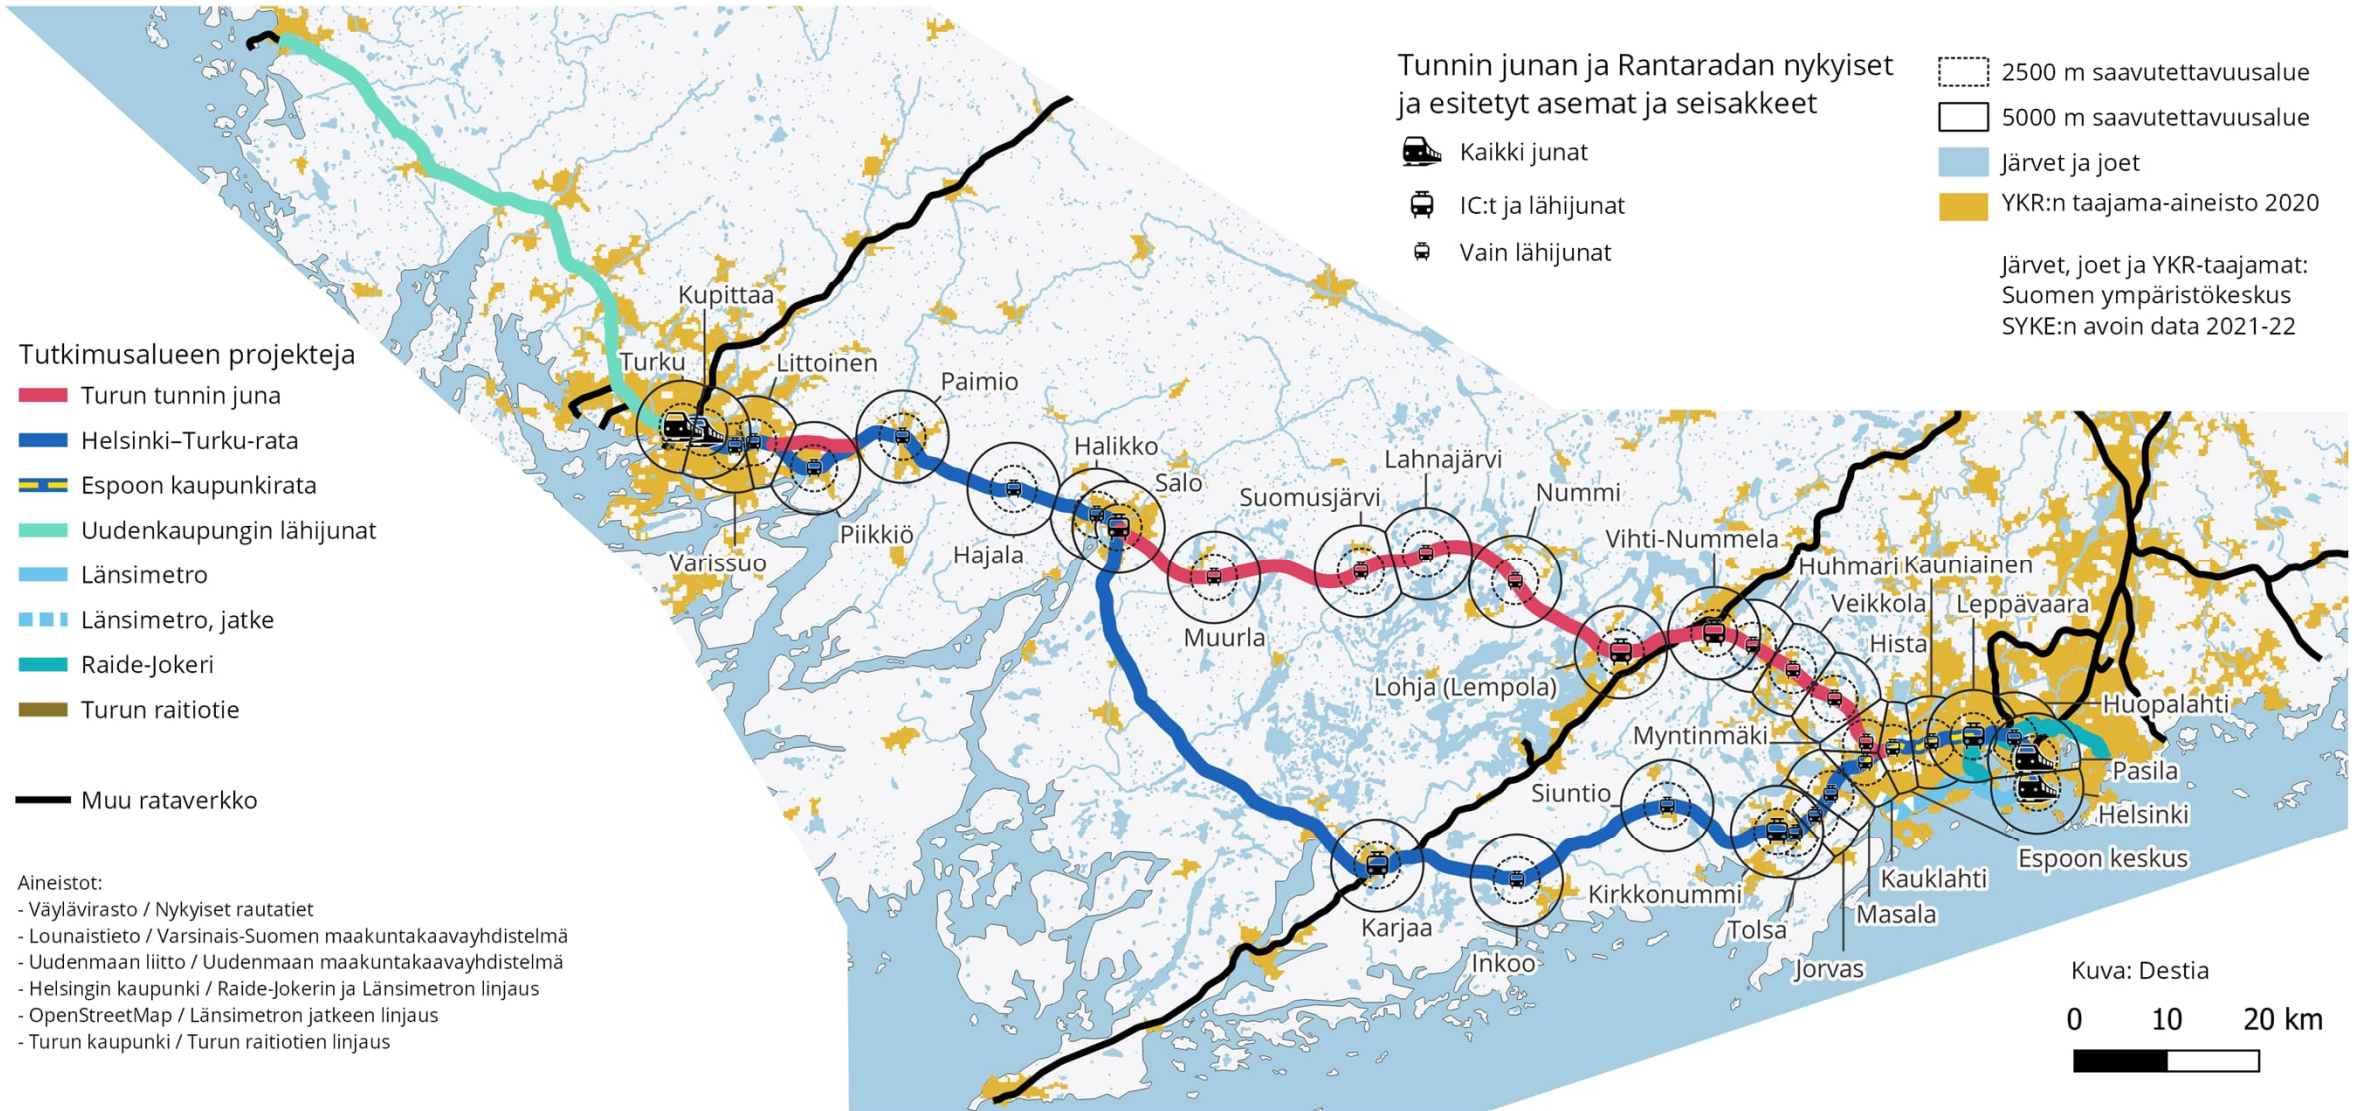 Tunnin junan ja Rantaradan nykyiset
ja esitetyt asemat ja seisakkeet
Kaikki junat
IC:t ja lähijunat
Vain lähijunat
2500 m saavutettavuusalue
5000 m saavutettavuusalue
Järvet ja joet
YKR:n taajama-aineisto 2020
Järvet, joet ja YKR-taajamat:
Suomen ympäristökeskus
SYKE:n avoin data 2021-22
Tutkimusalueen projekteja
Turun tunnin juna
Helsinki–Turku-rata
Espoon kaupunkirata
Uudenkaupungin lähijunat
Länsimetro
Länsimetro, jatke
Raide-Jokeri
Turun raitiotie
Muu rataverkko
Aineistot:
- Väylävirasto / Nykyiset rautatiet
- Lounaistieto / Varsinais-Suomen maakuntakaavayhdistelmä
- Uudenmaan liitto / Uudenmaan maakuntakaavayhdistelmä
- Helsingin kaupunki / Raide-Jokerin ja Länsimetron linjaus
- OpenStreetMap / Länsimetron jatkeen linjaus
- Turun kaupunki / Turun raitiotien linjaus
Kupittaa
Turku
Littoinen
Paimio
Varissuo
Piikkiö
Hajala
Halikko
Salo
Muurla
Suomusjärvi
Lahnajärvi
Nummi
Lohja (Lempola)
Vihti-Nummela
Huhmari
Kauniainen
Veikkola
Leppävaara
Hista
Huopalahti
Myntinmäki
Pasila
Siuntio
Helsinki
Espoon keskus
Kauklahti
Kirkkonummi
Masala
Tolsa
Karjaa
Inkoo
Jorvas
Kuva: Destia
0 10 20 km